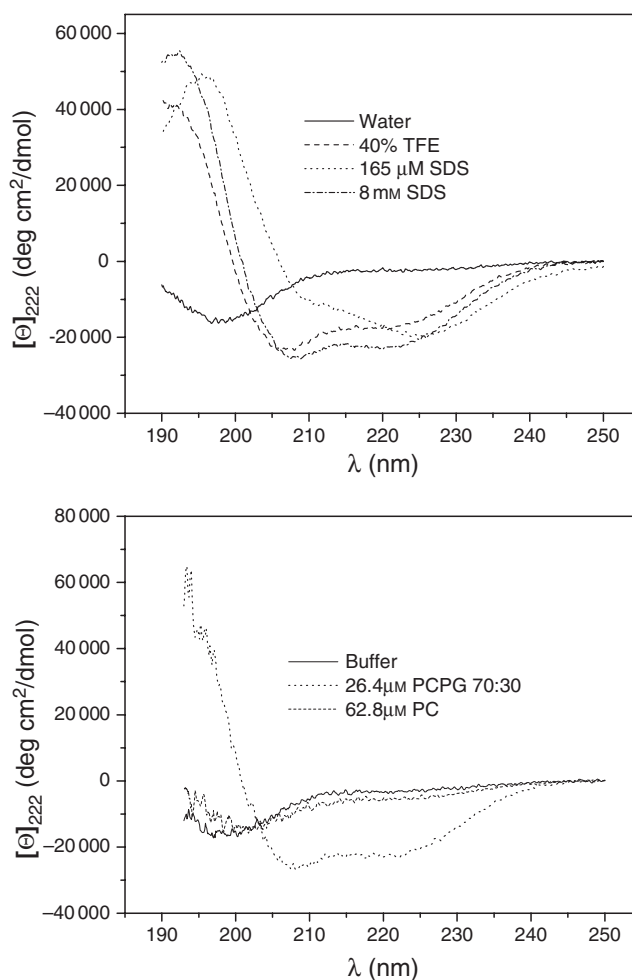 60 000
40 000
20 000
0
−20 000
−40 000
[Θ]222 (deg cm2/dmol)
Water
40% TFE
165 μM SDS
8 mM SDS
190 200 210 220 230 240 250
λ (nm)
80 000
60 000
40 000
20 000
0
−20 000
−40 000
[Θ]222 (deg cm2/dmol)
Buffer
26.4μM PCPG 70:30
62.8μM PC
190 200 210 220 230 240 250
λ (nm)